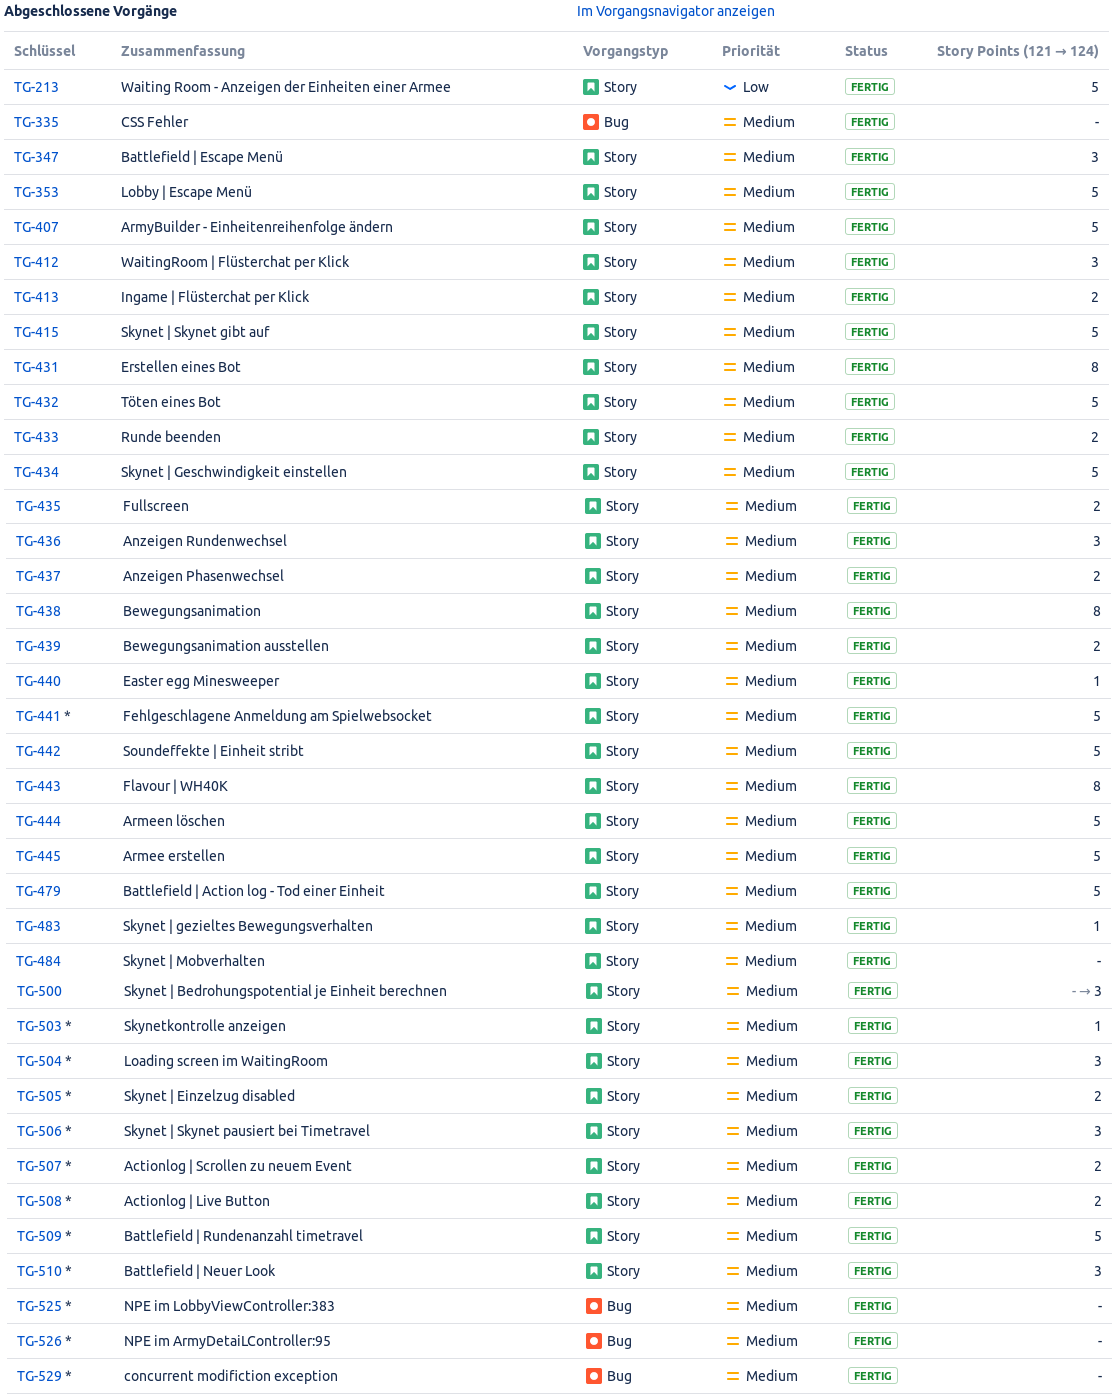 Abgeschlossene Vorgänge Im Vorgangsnavigator anzeigen
Schlüssel Zusammenfassung Vorgangstyp Priorität Status Story Points (121 → 124)
TG-213 Waiting Room - Anzeigen der Einheiten einer Armee Story Low FERTIG 5
TG-335 CSS Fehler Bug Medium FERTIG -
TG-347 Battlefield | Escape Menü Story Medium FERTIG 3
TG-353 Lobby | Escape Menü Story Medium FERTIG 5
TG-407 ArmyBuilder - Einheitenreihenfolge ändern Story Medium FERTIG 5
TG-412 WaitingRoom | Flüsterchat per Klick Story Medium FERTIG 3
TG-413 Ingame | Flüsterchat per Klick Story Medium FERTIG 2
TG-415 Skynet | Skynet gibt auf Story Medium FERTIG 5
TG-431 Erstellen eines Bot Story Medium FERTIG 8
TG-432 Töten eines Bot Story Medium FERTIG 5
TG-433 Runde beenden Story Medium FERTIG 2
TG-434 Skynet | Geschwindigkeit einstellen Story Medium FERTIG 5
TG-435 Fullscreen Story Medium FERTIG 2
TG-436 Anzeigen Rundenwechsel Story Medium FERTIG 3
TG-437 Anzeigen Phasenwechsel Story Medium FERTIG 2
TG-438 Bewegungsanimation Story Medium FERTIG 8
TG-439 Bewegungsanimation ausstellen Story Medium FERTIG 2
TG-440 Easter egg Minesweeper Story Medium FERTIG 1
TG-441 * Fehlgeschlagene Anmeldung am Spielwebsocket Story Medium FERTIG 5
TG-442 Soundeffekte | Einheit stribt Story Medium FERTIG 5
TG-443 Flavour | WH40K Story Medium FERTIG 8
TG-444 Armeen löschen Story Medium FERTIG 5
TG-445 Armee erstellen Story Medium FERTIG 5
TG-479 Battlefield | Action log - Tod einer Einheit Story Medium FERTIG 5
TG-483 Skynet | gezieltes Bewegungsverhalten Story Medium FERTIG 1
TG-484 Skynet | Mobverhalten Story Medium FERTIG -
TG-500 Skynet | Bedrohungspotential je Einheit berechnen Story Medium FERTIG - → 3
TG-503 * Skynetkontrolle anzeigen Story Medium FERTIG 1
TG-504 * Loading screen im WaitingRoom Story Medium FERTIG 3
TG-505 * Skynet | Einzelzug disabled Story Medium FERTIG 2
TG-506 * Skynet | Skynet pausiert bei Timetravel Story Medium FERTIG 3
TG-507 * Actionlog | Scrollen zu neuem Event Story Medium FERTIG 2
TG-508 * Actionlog | Live Button Story Medium FERTIG 2
TG-509 * Battlefield | Rundenanzahl timetravel Story Medium FERTIG 5
TG-510 * Battlefield | Neuer Look Story Medium FERTIG 3
TG-525 * NPE im LobbyViewController:383 Bug Medium FERTIG -
TG-526 * NPE im ArmyDetaiLController:95 Bug Medium FERTIG -
TG-529 * concurrent modifiction exception Bug Medium FERTIG -